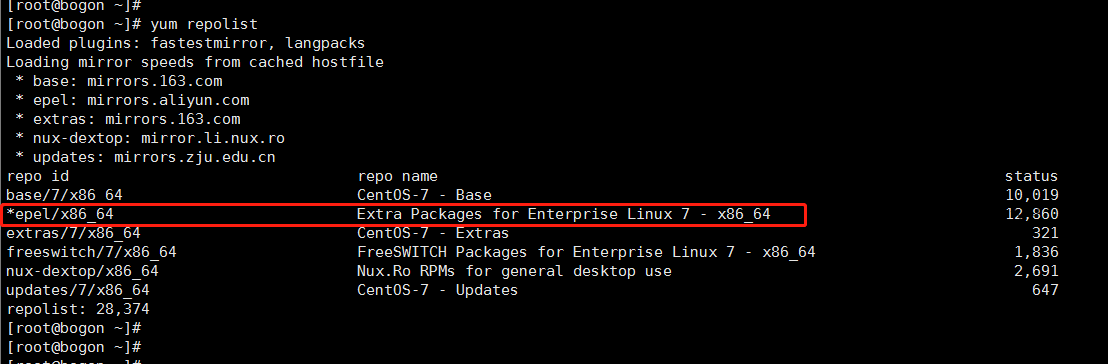 [root@bogon ~]#
[root@bogon ~]# yum repolist
Loaded plugins: fastestmirror, langpacks
Loading mirror speeds from cached hostfile
 * base: mirrors.163.com
 * epel: mirrors.aliyun.com
 * extras: mirrors.163.com
 * nux-dextop: mirror.li.nux.ro
 * updates: mirrors.zju.edu.cn
repo id repo name status
base/7/x86_64 CentOS-7 - Base 10,019
*epel/x86_64 Extra Packages for Enterprise Linux 7 - x86_64 12,860
extras/7/x86_64 CentOS-7 - Extras 321
freeswitch/7/x86_64 FreeSWITCH Packages for Enterprise Linux 7 - x86_64 1,836
nux-dextop/x86_64 Nux.Ro RPMs for general desktop use 2,691
updates/7/x86_64 CentOS-7 - Updates 647
repolist: 28,374
[root@bogon ~]#
[root@bogon ~]#
[root@bogon ~]#